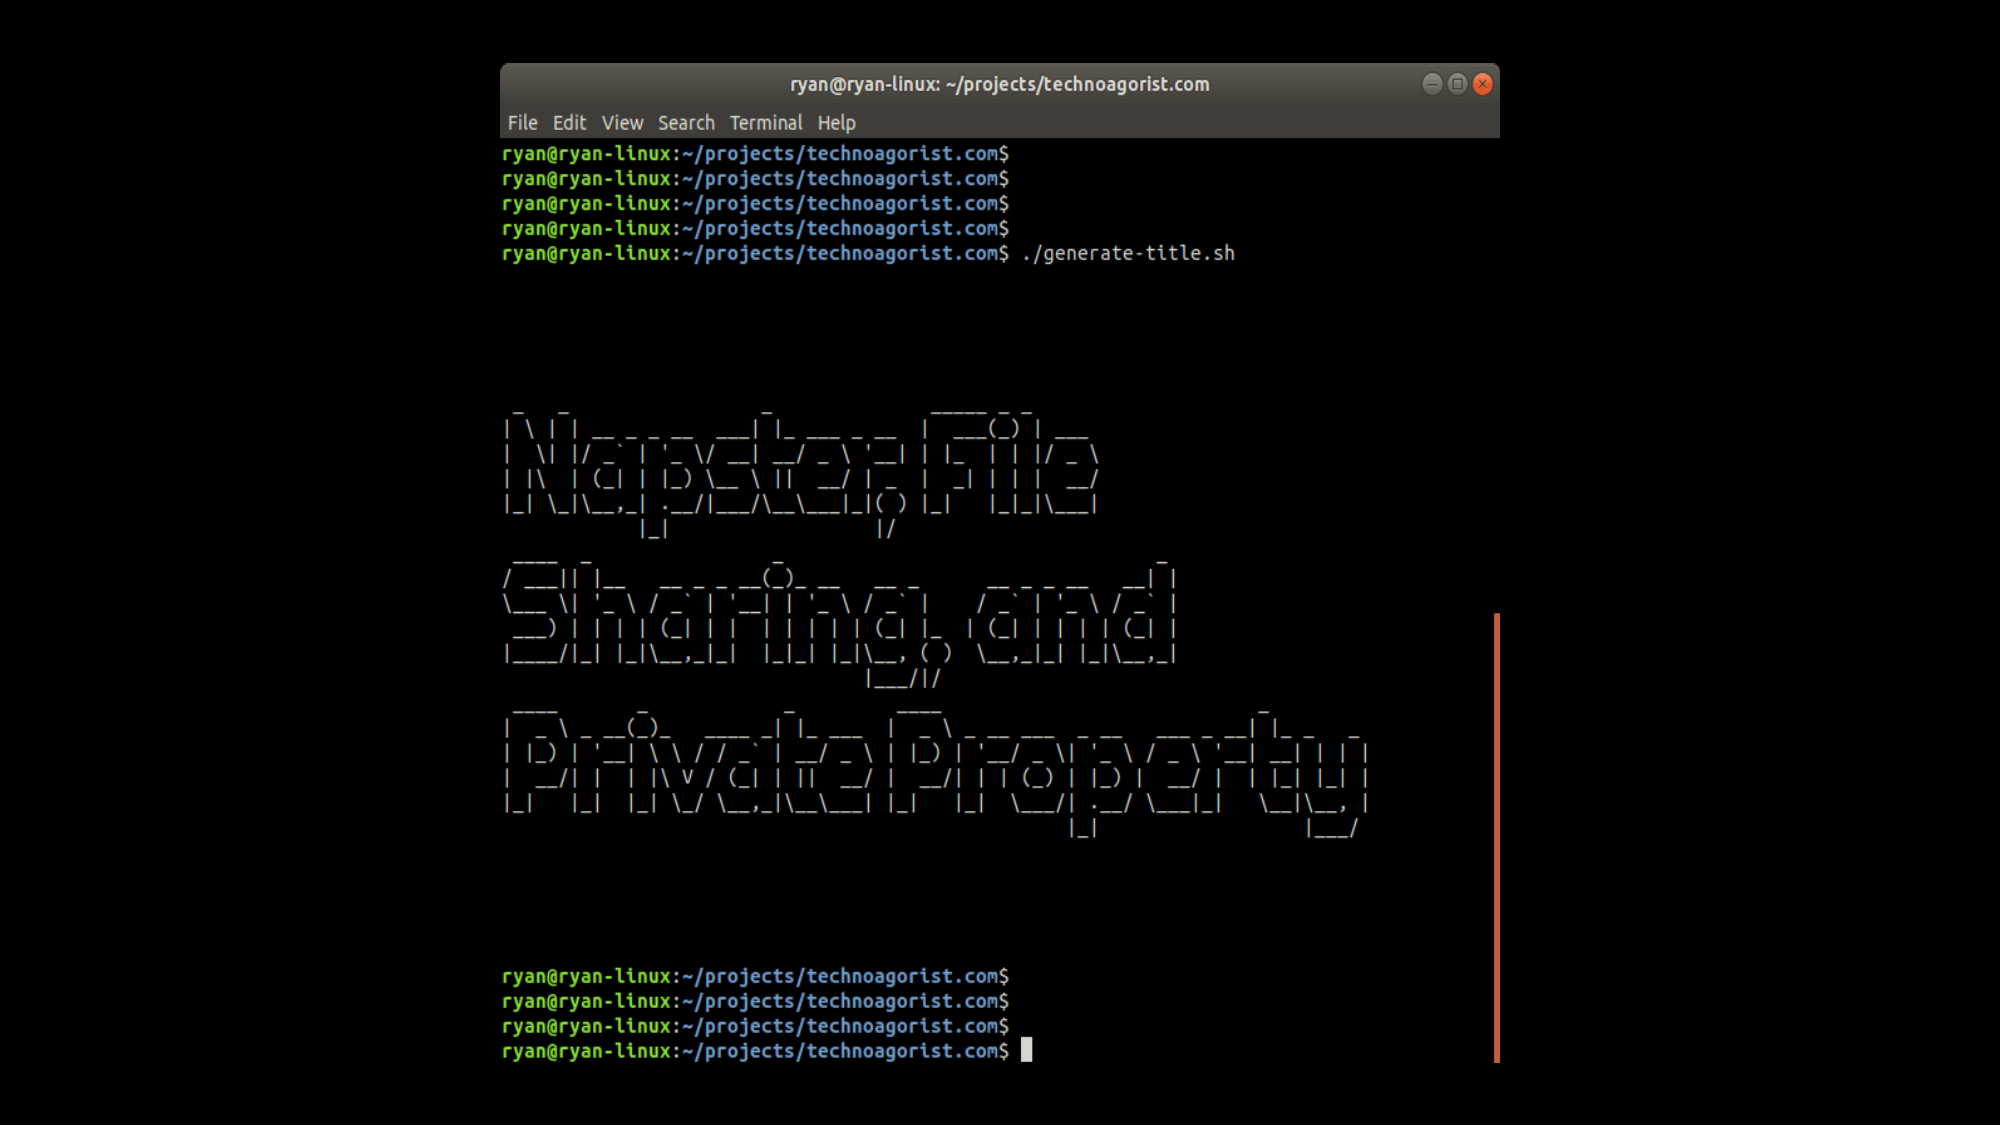 ryan@ryan-linux: ~/projects/technoagorist.com
File Edit View Search Terminal Help
ryan@ryan-linux:~/projects/technoagorist.com$
ryan@ryan-linux:~/projects/technoagorist.com$
ryan@ryan-linux:~/projects/technoagorist.com$
ryan@ryan-linux:~/projects/technoagorist.com$
ryan@ryan-linux:~/projects/technoagorist.com$ ./generate-title.sh
Napster, File
Sharing, and
Private Property
ryan@ryan-linux:~/projects/technoagorist.com$
ryan@ryan-linux:~/projects/technoagorist.com$
ryan@ryan-linux:~/projects/technoagorist.com$
ryan@ryan-linux:~/projects/technoagorist.com$